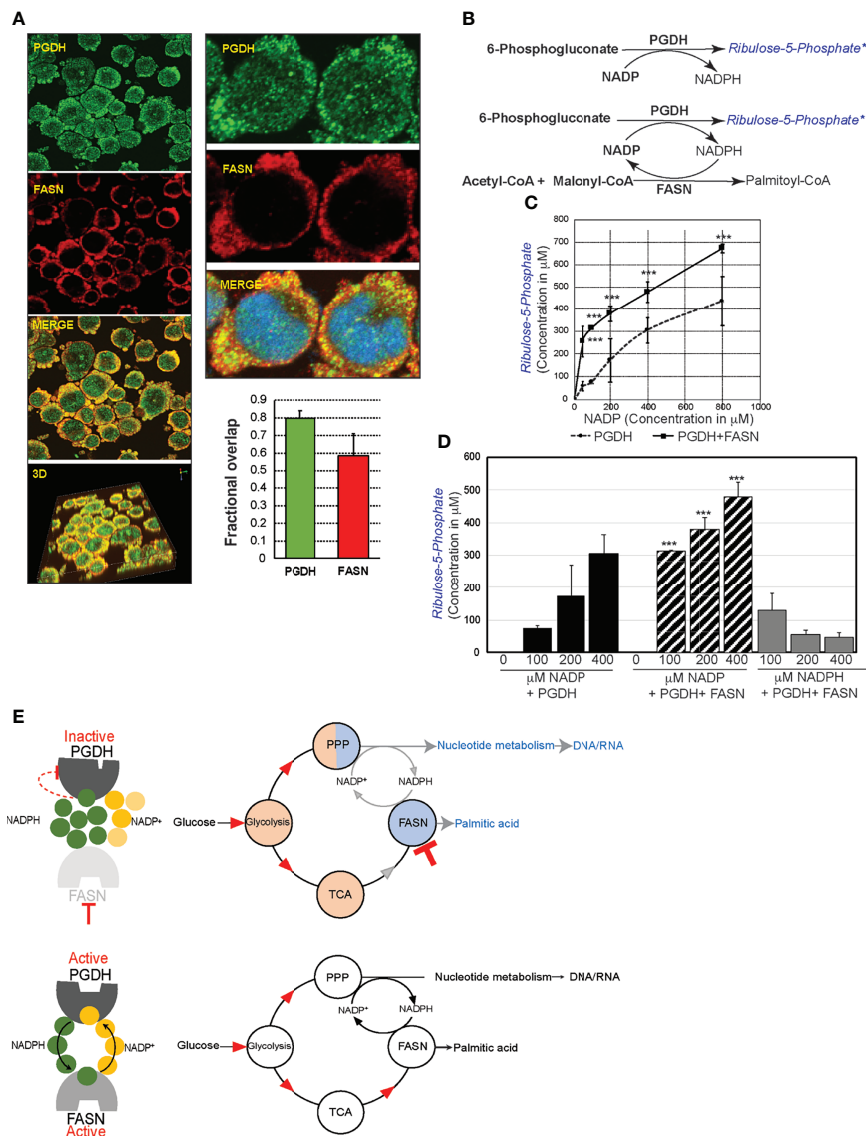 A
PGDH
FASN
MERGE
3D
PGDH
FASN
MERGE
Fractional overlap
0.9
0.8
0.7
0.6
0.5
0.4
0.3
0.2
0.1
0
PGDH FASN
B
6-Phosphogluconate PGDH Ribulose-5-Phosphate*
NADP NADPH
6-Phosphogluconate PGDH Ribulose-5-Phosphate*
NADP NADPH
Acetyl-CoA + Malonyl-CoA FASN Palmitoyl-CoA
C
Ribulose-5-Phosphate
(Concentration in µM)
800
700
600
500
400
300
200
100
0
*** *** *** *** ***
***
0 200 400 600 800 1000
NADP (Concentration in µM)
PGDH PGDH+FASN
D
Ribulose-5-Phosphate
(Concentration in µM)
600
500
400
300
200
100
0
*** *** ***
0 100 200 400 0 100 200 400 100 200 400
µM NADP
+ PGDH
µM NADP
+ PGDH+ FASN
µM NADPH
+ PGDH+ FASN
E
Inactive
PGDH
NADPH NADP+
FASN
Glucose Glycolysis PPP Nucleotide metabolism DNA/RNA
NADP+ NADPH
FASN Palmitic acid
TCA
Active
PGDH
NADPH NADP+
FASN
Active
Glucose Glycolysis PPP Nucleotide metabolism DNA/RNA
NADP+ NADPH
FASN Palmitic acid
TCA